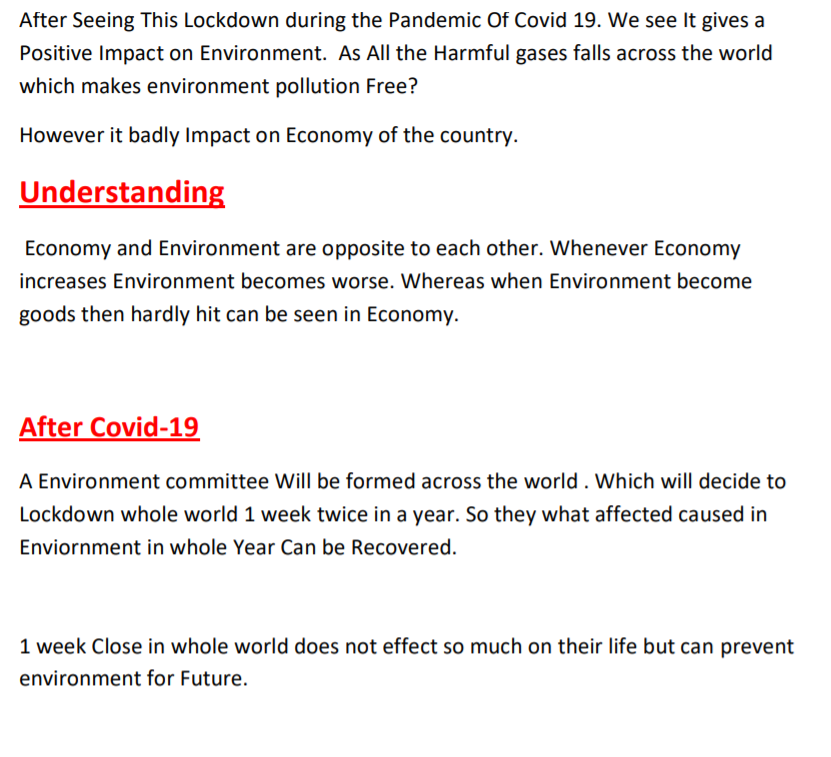 After Seeing This Lockdown during the Pandemic Of Covid 19. We see It gives a
Positive Impact on Environment.  As All the Harmful gases falls across the world
which makes environment pollution Free?
However it badly Impact on Economy of the country.
Understanding
Economy and Environment are opposite to each other. Whenever Economy
increases Environment becomes worse. Whereas when Environment become
goods then hardly hit can be seen in Economy.
After Covid-19
A Environment committee Will be formed across the world . Which will decide to
Lockdown whole world 1 week twice in a year. So they what affected caused in
Enviornment in whole Year Can be Recovered.
1 week Close in whole world does not effect so much on their life but can prevent
environment for Future.